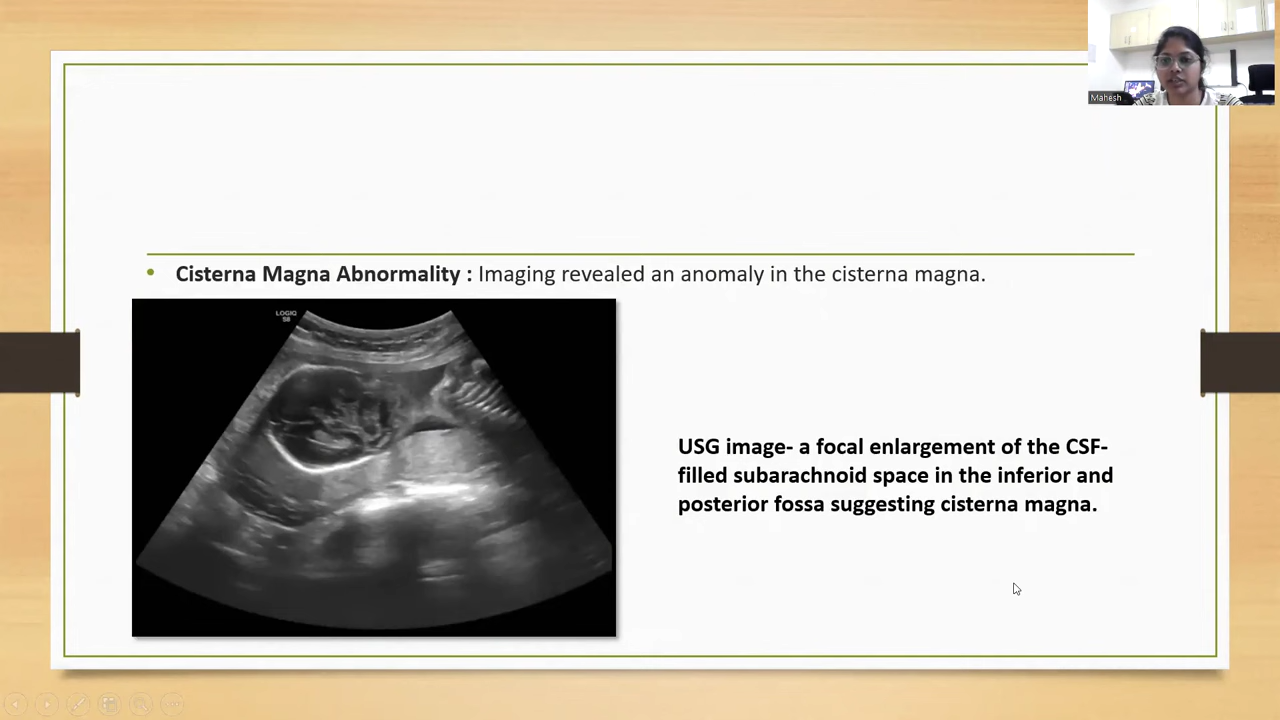 Mahesh
Cisterna Magna Abnormality : Imaging revealed an anomaly in the cisterna magna.
LOGIQ
S8
USG image- a focal enlargement of the CSF-
filled subarachnoid space in the inferior and
posterior fossa suggesting cisterna magna.